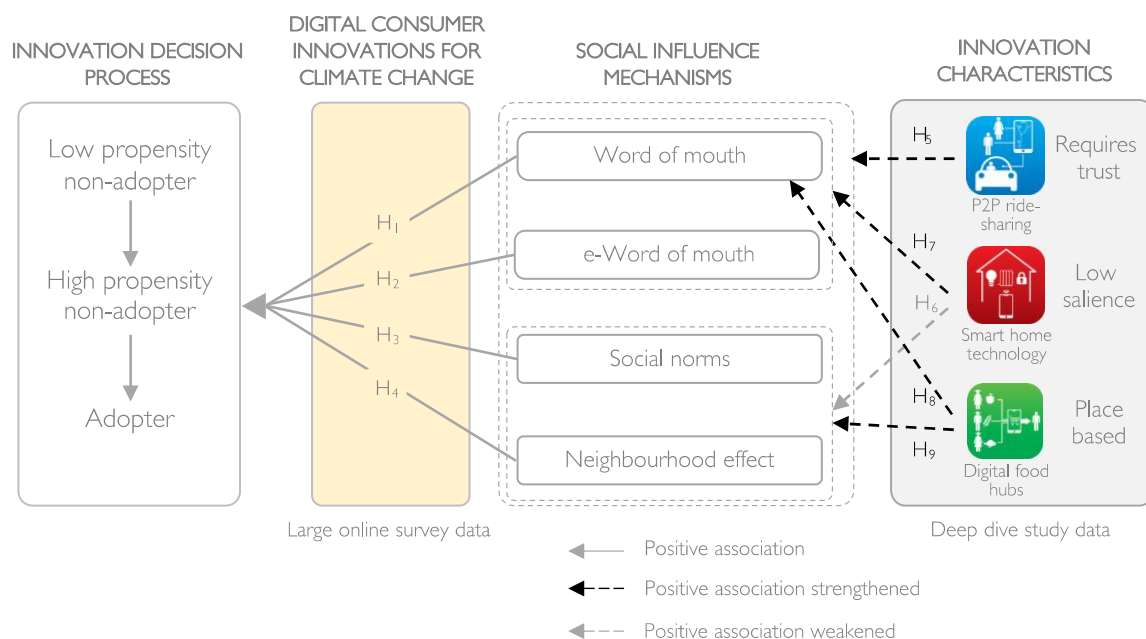 INNOVATION DECISION
PROCESS
Low propensity
non-adopter
High propensity
non-adopter
Adopter
DIGITAL CONSUMER
INNOVATIONS FOR
CLIMATE CHANGE
H1
H2
H3
H4
Large online survey data
SOCIAL INFLUENCE
MECHANISMS
Word of mouth
e-Word of mouth
Social norms
Neighbourhood effect
INNOVATION
CHARACTERISTICS
H5
Requires
trust
P2P ride-
sharing
H7
H6
Low
salience
Smart home
technology
H8
H9
Place
based
Digital food
hubs
Deep dive study data
Positive association
Positive association strengthened
Positive association weakened